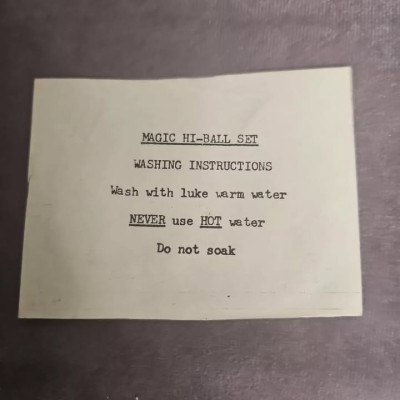 MAGIC HI-BALL SET
WASHING INSTRUCTIONS
Wash with luke warm water
NEVER use HOT water
Do not soak